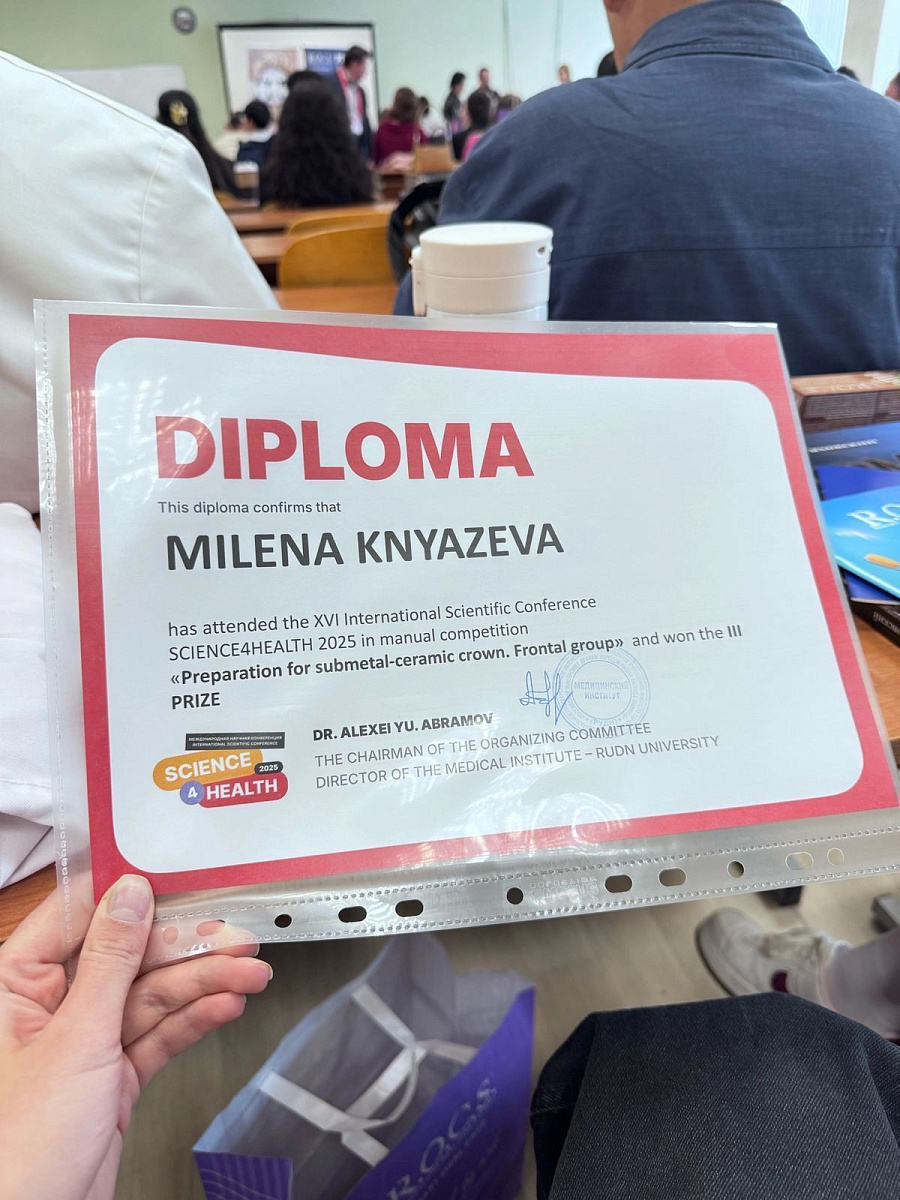 DIPLOMA
This diploma confirms that
MILENA KNYAZEVA
has attended the XVI International Scientific Conference
SCIENCE4HEALTH 2025 in manual competition
«Preparation for submetal-ceramic crown. Frontal group» and won the III
PRIZE
МЕДИЦИНСКИЙ
ИНСТИТУТ
DR. ALEXEI YU. ABRAMOV
THE CHAIRMAN OF THE ORGANIZING COMMITTEE
DIRECTOR OF THE MEDICAL INSTITUTE – RUDN UNIVERSITY
МЕЖДУНАРОДНАЯ НАУЧНАЯ КОНФЕРЕНЦИЯ
INTERNATIONAL SCIENTIFIC CONFERENCE
SCIENCE 2025
4 HEALTH
R.O.C.S